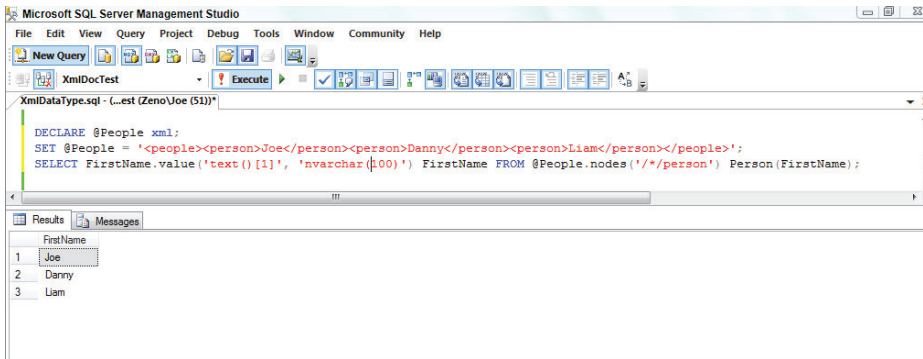 Microsoft SQL Server Management Studio
File Edit View Query Project Debug Tools Window Community Help
New Query
XmlDocTest Execute
XmlDataType.sql - (...est (Zeno\Joe (51))*
DECLARE @People xml;
SET @People = '<people><person>Joe</person><person>Danny</person><person>Liam</person></people>';
SELECT FirstName.value('text()[1]', 'nvarchar(100)') FirstName FROM @People.nodes('/*/person') Person(FirstName);
Results Messages
FirstName
1 Joe
2 Danny
3 Liam